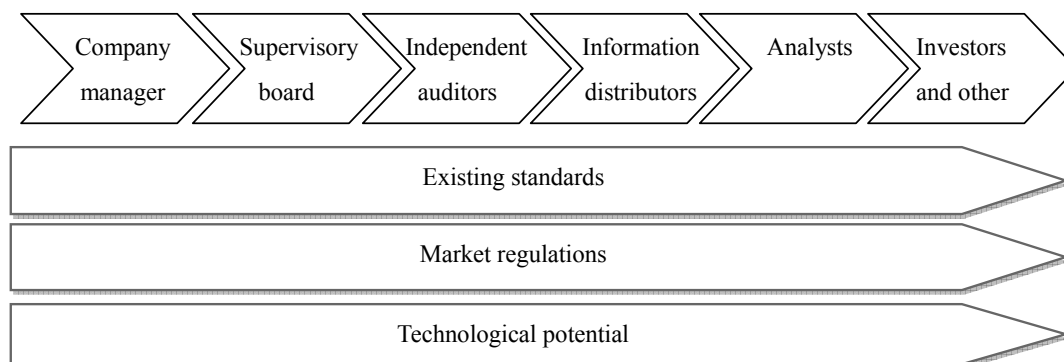 Company
manager
Supervisory
board
Independent
auditors
Information
distributors
Analysts
Investors
and other
Existing standards
Market regulations
Technological potential